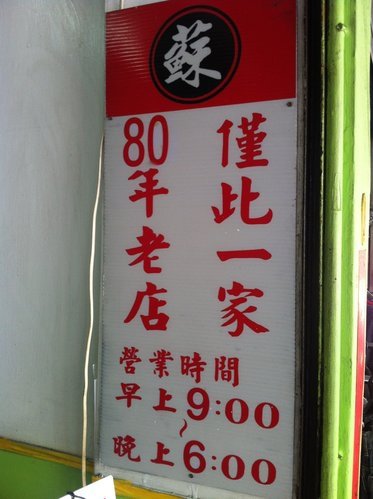 蘇
僅此一家
80年老店
營業時間
早上9:00
~
晚上6:00